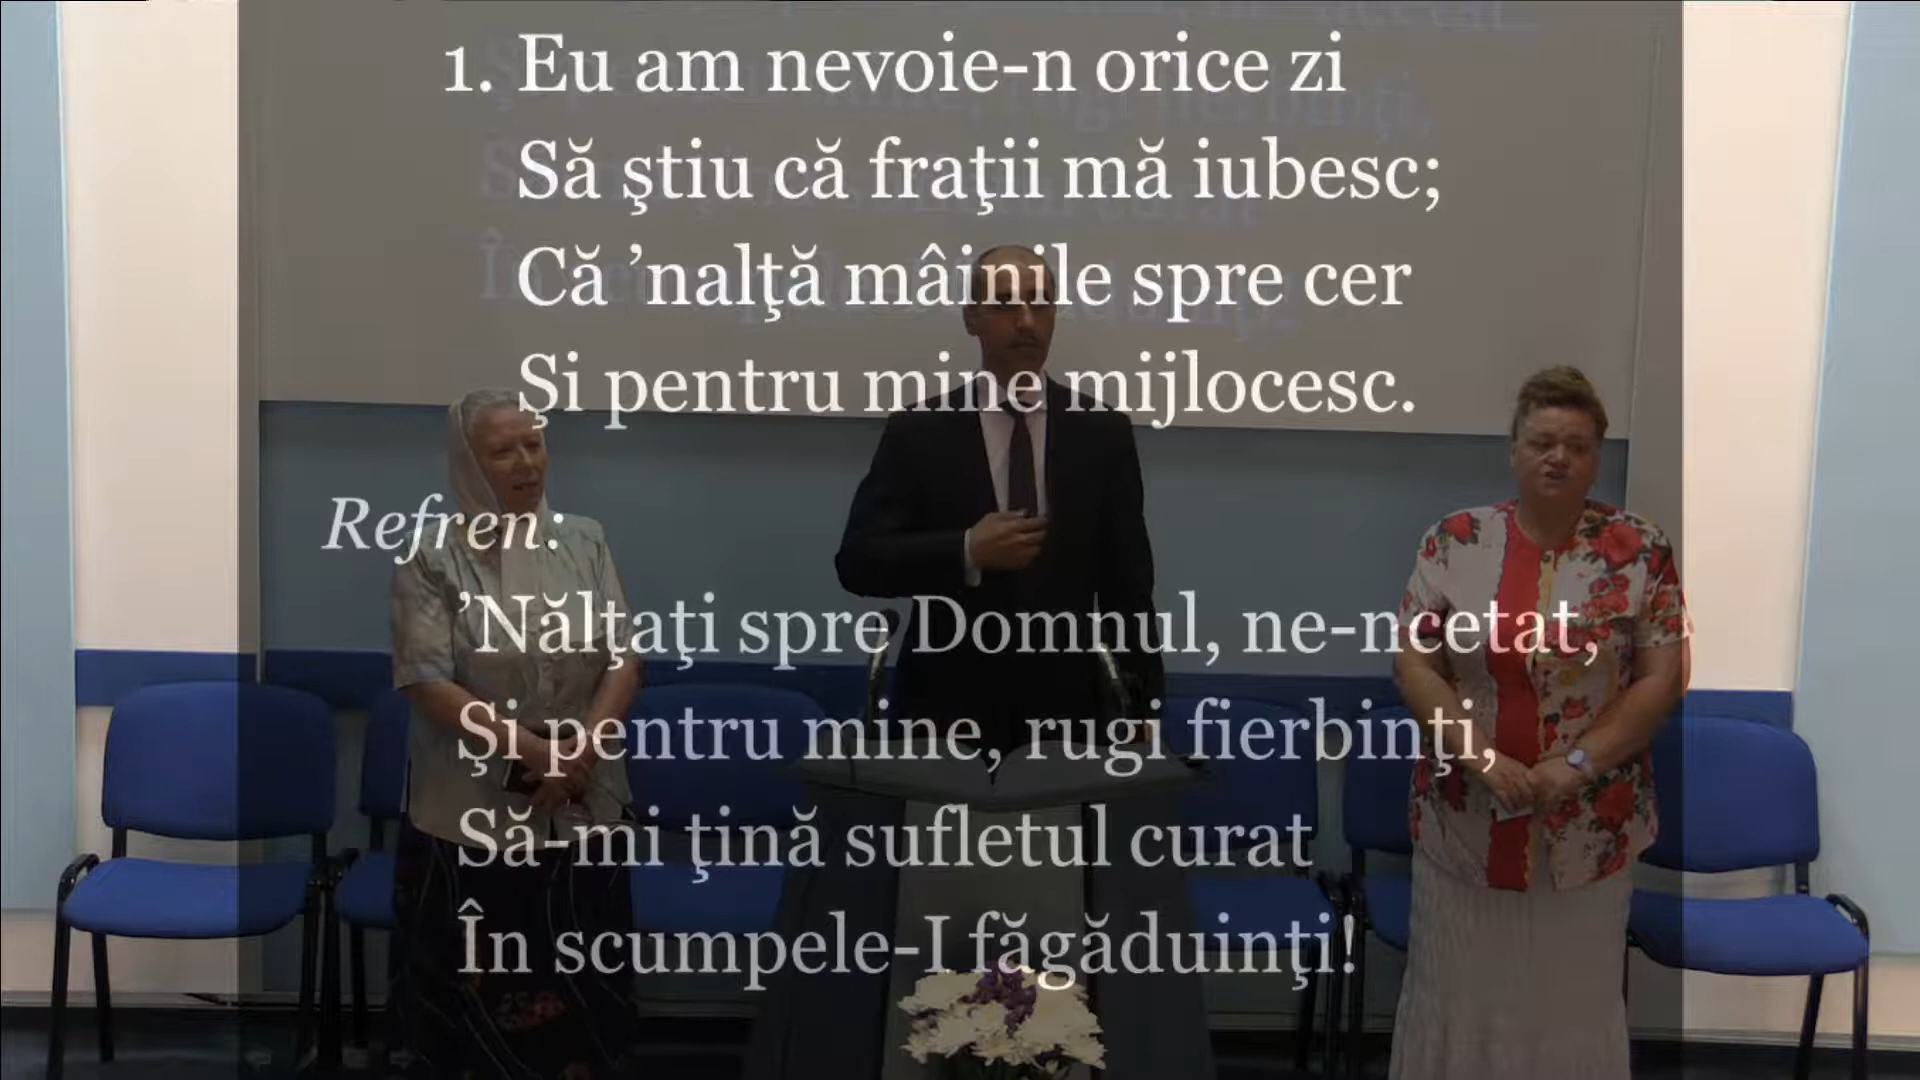 1. Eu am nevoie-n orice zi
Să ştiu că fraţii mă iubesc;
Că ’nalţă mâinile spre cer
Şi pentru mine mijlocesc.
Refren:
’Nălţaţi spre Domnul, ne-ncetat,
Şi pentru mine, rugi fierbinţi,
Să-mi ţină sufletul curat
În scumpele-I făgăduinţi!